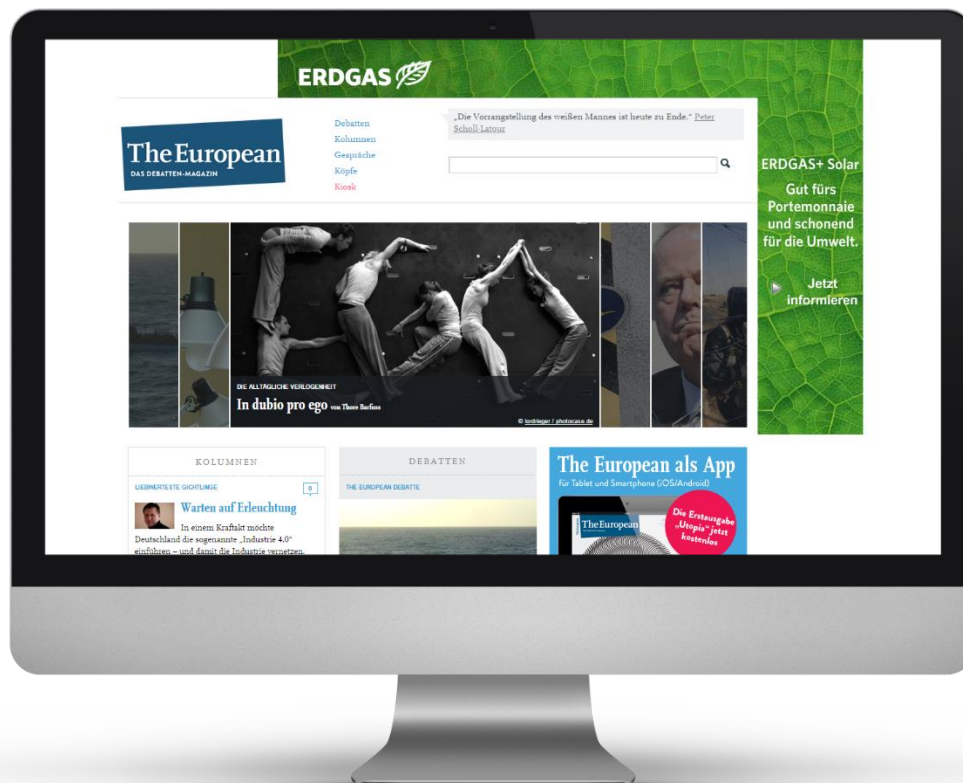 ERDGAS
The European
DAS DEBATTEN-MAGAZIN
Debatten
Kolumnen
Gespräche
Köpfe
Kiosk
„Die Vorrangstellung des weißen Mannes ist heute zu Ende.“ Peter
Scholl-Latour
ERDGAS+ Solar
Gut fürs
Portemonnaie
und schonend
für die Umwelt.
Jetzt
informieren
DIE ALLTÄGLICHE VERLOGENHEIT
In dubio pro ego von Thore Barfuss
© lordrieger / photocase.de
KOLUMNEN
LIEBWERTESTE GICHTLINGE
0
Warten auf Erleuchtung
In einem Kraftakt möchte
Deutschland die sogenannte „Industrie 4.0“
einführen – und damit die Industrie vernetzen.
DEBATTEN
THE EUROPEAN DEBATTE
The European als App
Für Tablet und Smartphone (iOS/Android)
The European
Die Erstausgabe
„Utopia“ jetzt
kostenlos